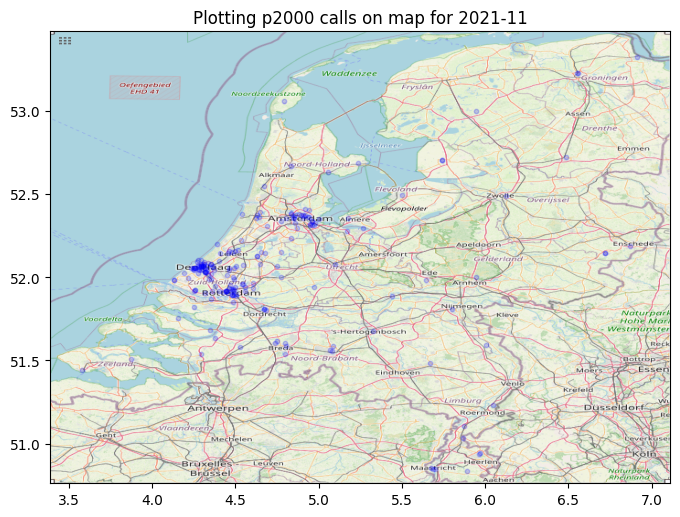 Plotting p2000 calls on map for 2021-11
Waddenzee
Oefengebied
EHD 41
Noordzeekustzone
Fryslân
Groningen
53.0
Assen
Drenthe
IJsselmeer
Emmen
Noord-Holland
Alkmaar
52.5
Flevoland
Zwolle
Overijssel
Flevopolder
Amsterdam
Almere
Enschede
Leiden
Apeldoorn
Amersfoort
Utrecht
Gelderland
Den Haag
52.0
Ede
Arnhem
Zuid-Holland
Rotterdam
Nijmegen
Dordrecht
Kleve
Voordelta
's-Hertogenbosch
Naturpark
Hohe Mark
Westmünster
51.5
Zeeland
Breda
Noord-Brabant
Eindhoven
Bottrop
Essen
Moers
Venlo
Krefeld
Düsseldorf
Limburg
Antwerpen
Roermond
Vlaanderen
Gent
Mechelen
51.0
Leverkusen
Köln
Bruxelles -
Brussel
Leuven
Maastricht
Heerlen
Aachen
Naturpark
Rheinland
3.5
4.0
4.5
5.0
5.5
6.0
6.5
7.0